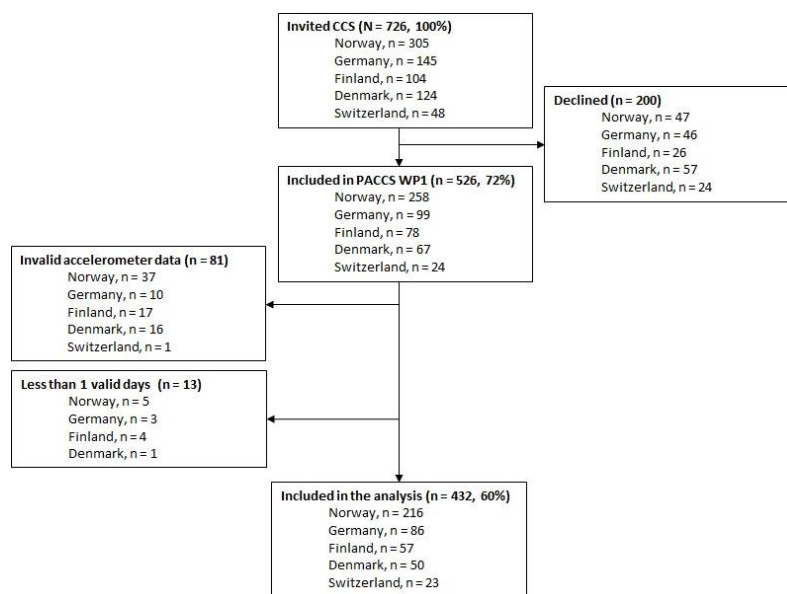 Invited CCS (N = 726, 100%)
Norway, n = 305
Germany, n = 145
Finland, n = 104
Denmark, n = 124
Switzerland, n = 48
Declined (n = 200)
Norway, n = 47
Germany, n = 46
Finland, n = 26
Denmark, n = 57
Switzerland, n = 24
Included in PACCS WP1 (n = 526, 72%)
Norway, n = 258
Germany, n = 99
Finland, n = 78
Denmark, n = 67
Switzerland, n = 24
Invalid accelerometer data (n = 81)
Norway, n = 37
Germany, n = 10
Finland, n = 17
Denmark, n = 16
Switzerland, n = 1
Less than 1 valid days (n = 13)
Norway, n = 5
Germany, n = 3
Finland, n = 4
Denmark, n = 1
Included in the analysis (n = 432, 60%)
Norway, n = 216
Germany, n = 86
Finland, n = 57
Denmark, n = 50
Switzerland, n = 23